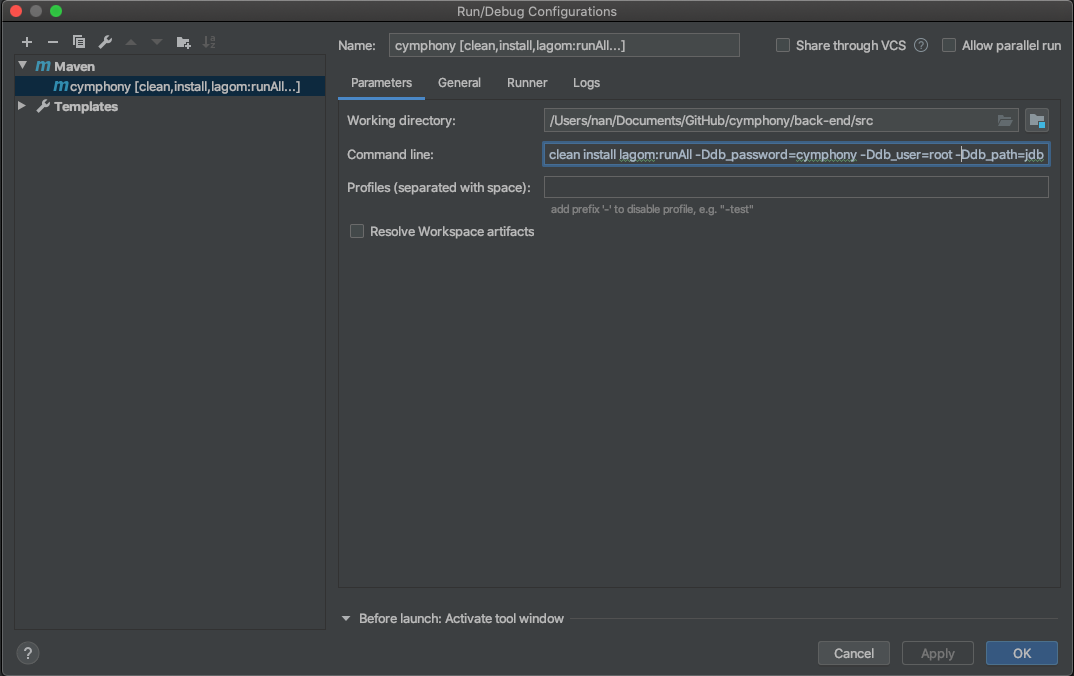 Run/Debug Configurations
Name: cymphony [clean,install,lagom:runAll...] Share through VCS ? Allow parallel run
Maven
cymphony [clean,install,lagom:runAll...]
Templates
Parameters General Runner Logs
Working directory: /Users/nan/Documents/GitHub/cymphony/back-end/src
Command line: clean install lagom:runAll -Ddb_password=cymphony -Ddb_user=root -Ddb_path=jdb
Profiles (separated with space):
add prefix '-' to disable profile, e.g. "-test"
Resolve Workspace artifacts
Before launch: Activate tool window
? Cancel Apply OK